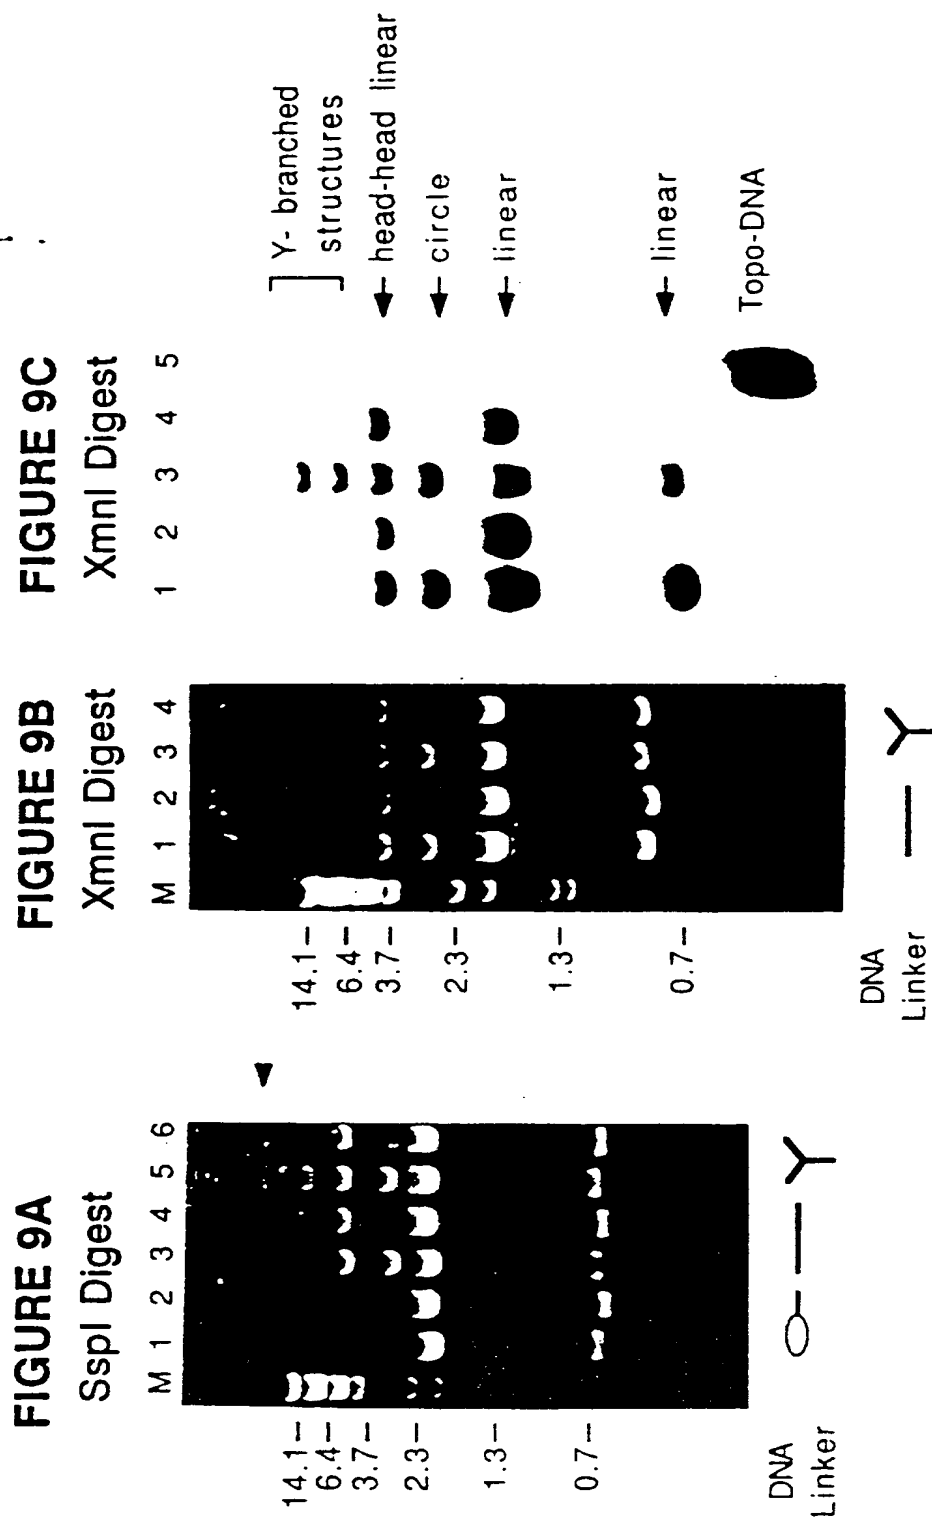 FIGURE 9A
SspI Digest
M 1 2 3 4 5 6
14.1
6.4
3.7
2.3
1.3
0.7
DNA
Linker
FIGURE 9B
XmnI Digest
M 1 2 3 4
14.1
6.4
3.7
2.3
1.3
0.7
DNA
Linker
FIGURE 9C
XmnI Digest
1 2 3 4 5
Y- branched
structures
head-head linear
circle
linear
linear
Topo-DNA